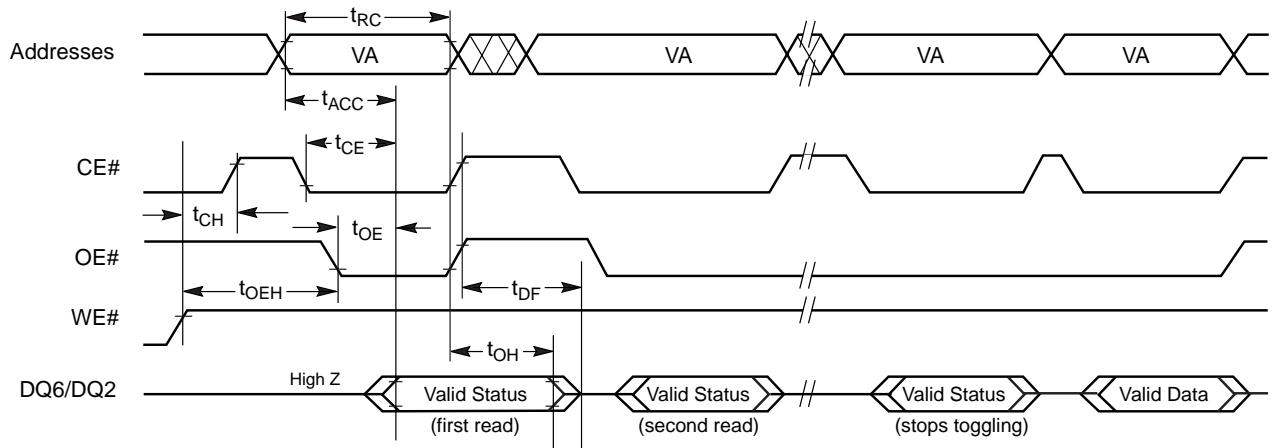 tRC
Addresses VA VA VA VA
tACC
tCE
CE#
tCH tOE
OE#
tOEH tDF
WE#
tOH
DQ6/DQ2 High Z Valid Status Valid Status Valid Status Valid Data
(first read) (second read) (stops toggling)